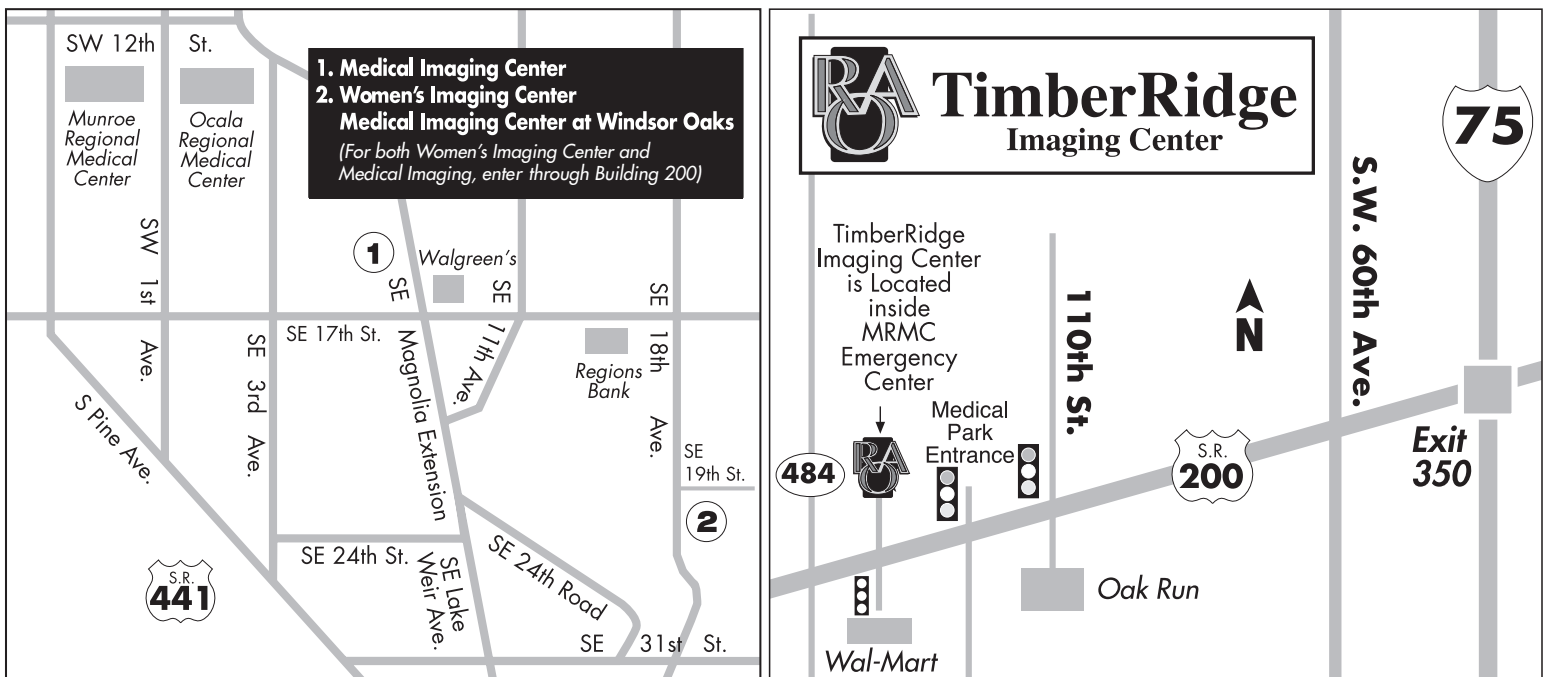 SW 12th St.
Munroe
Regional
Medical
Center
Ocala
Regional
Medical
Center
1. Medical Imaging Center
2. Women's Imaging Center
Medical Imaging Center at Windsor Oaks
(For both Women's Imaging Center and
Medical Imaging, enter through Building 200)
SW 1st Ave.
1
Walgreen's
SE Magnolia Extension
SE 11th Ave.
SE 18th Ave.
SE 17th St.
SE 3rd Ave.
Regions
Bank
S Pine Ave.
SE
19th St.
2
SE 24th St.
SE Lake
Weir Ave.
SE 24th Road
S.R.
441
SE 31st St.
RAO
TimberRidge
Imaging Center
75
TimberRidge
Imaging Center
is Located
inside
MRMC
Emergency
Center
110th St.
N
S.W. 60th Ave.
Medical
Park
Entrance
484
RAO
S.R.
200
Exit
350
Oak Run
Wal-Mart